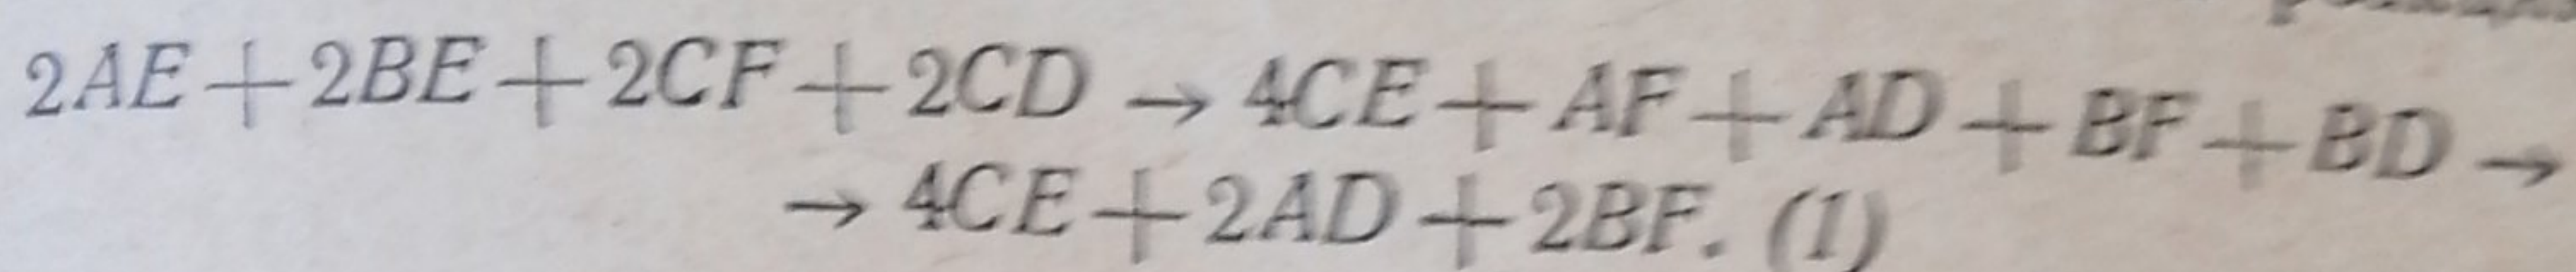 2AE+2BE+2CF+2CD → 4CE+AF+AD+BF+BD →
→ 4CE+2AD+2BF. (1)